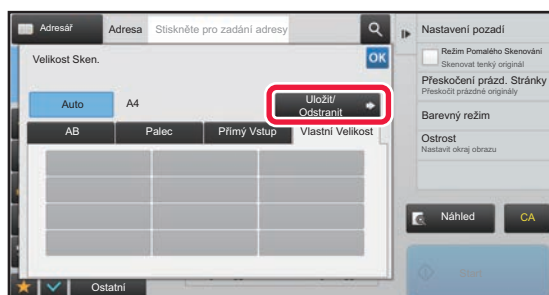 Adresář
Adresa
Stiskněte pro zadání adresy
Velikost Sken.
OK
Auto
A4
Uložit/
Odstranit
AB
Palec
Přímý Vstup
Vlastní Velikost
Ostatní
Nastavení pozadí
Režim Pomalého Skenování
Skenovat tenký originál
Přeskočení prázd. Stránky
Přeskočit prázdné originály
Barevný režim
Ostrost
Nastavit okraj obrazu
Náhled
CA
Start